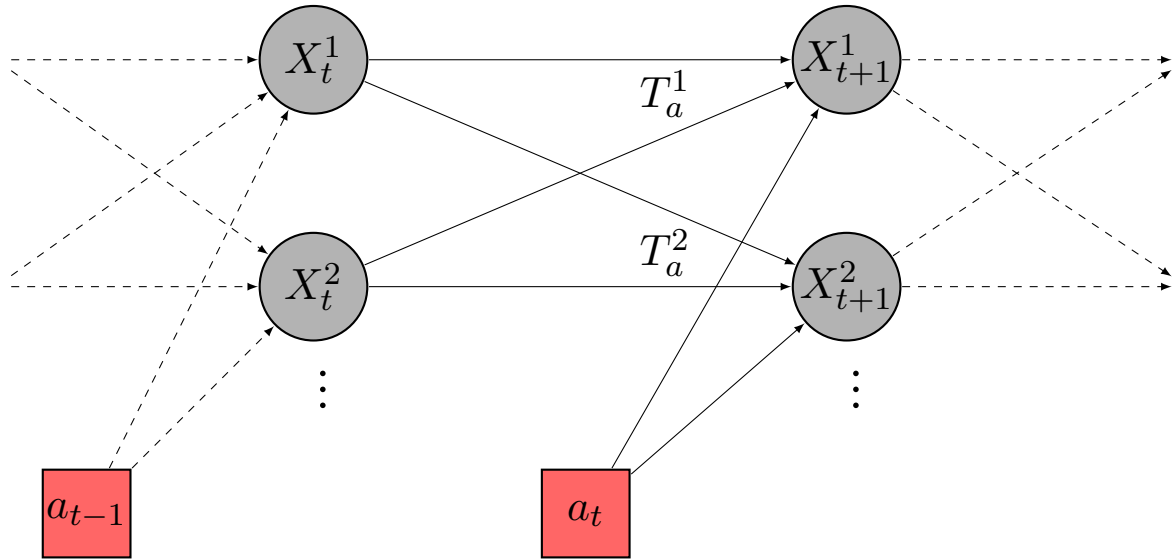 X_t^1
X_{t+1}^1
T_a^1
T_a^2
X_t^2
X_{t+1}^2
⋮
⋮
a_{t−1}
a_t